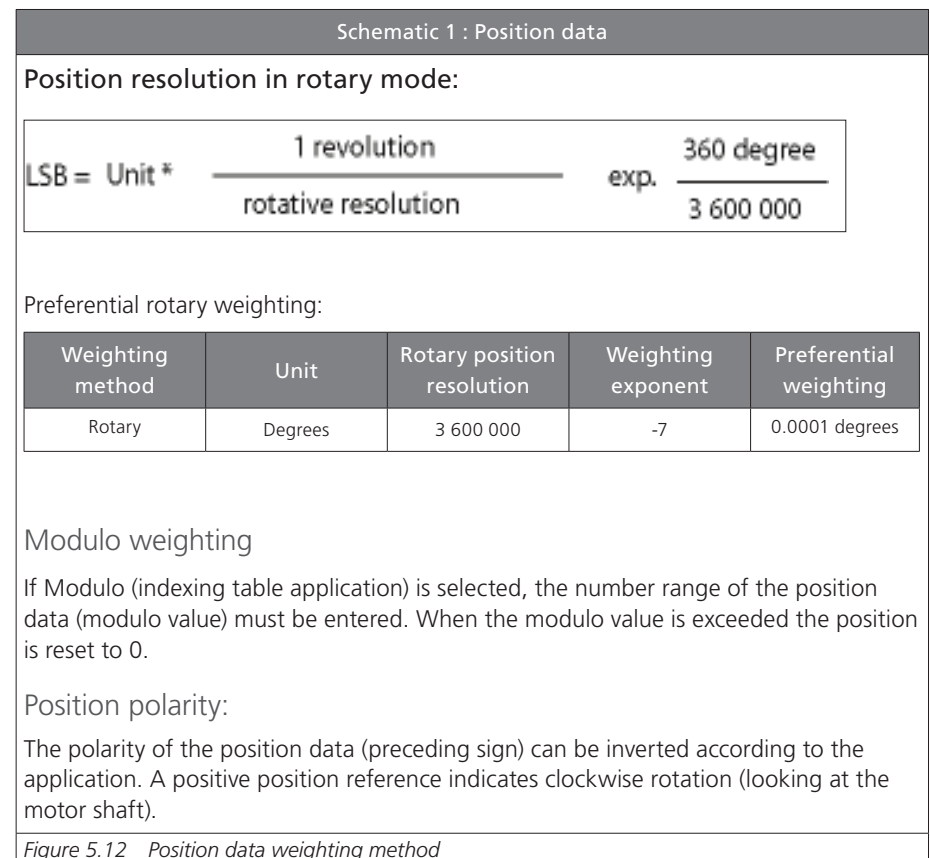 Schematic 1 : Position data
Position resolution in rotary mode:
LSB = Unit * 1 revolution / rotative resolution exp. 360 degree / 3 600 000
Preferential rotary weighting:
Weighting method Unit Rotary position resolution Weighting exponent Preferential weighting
Rotary Degrees 3 600 000 -7 0.0001 degrees
Modulo weighting
If Modulo (indexing table application) is selected, the number range of the position
data (modulo value) must be entered. When the modulo value is exceeded the position
is reset to 0.
Position polarity:
The polarity of the position data (preceding sign) can be inverted according to the
application. A positive position reference indicates clockwise rotation (looking at the
motor shaft).
Figure 5.12 Position data weighting method